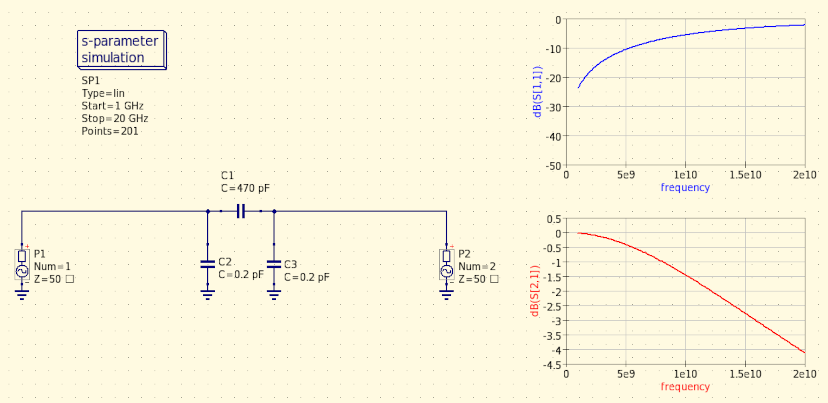 s-parameter
simulation
SP1
Type=lin
Start=1 GHz
Stop=20 GHz
Points=201
C1
C=470 pF
P1
Num=1
Z=50 □
C2
C=0.2 pF
C3
C=0.2 pF
P2
Num=2
Z=50 □
dB(S[1,1])
0
-10
-20
-30
-40
-50
0 5e9 1e10 1.5e10 2e10
frequency
dB(S[2,1])
0.5
0
-0.5
-1
-1.5
-2
-2.5
-3
-3.5
-4
-4.5
0 5e9 1e10 1.5e10 2e10
frequency